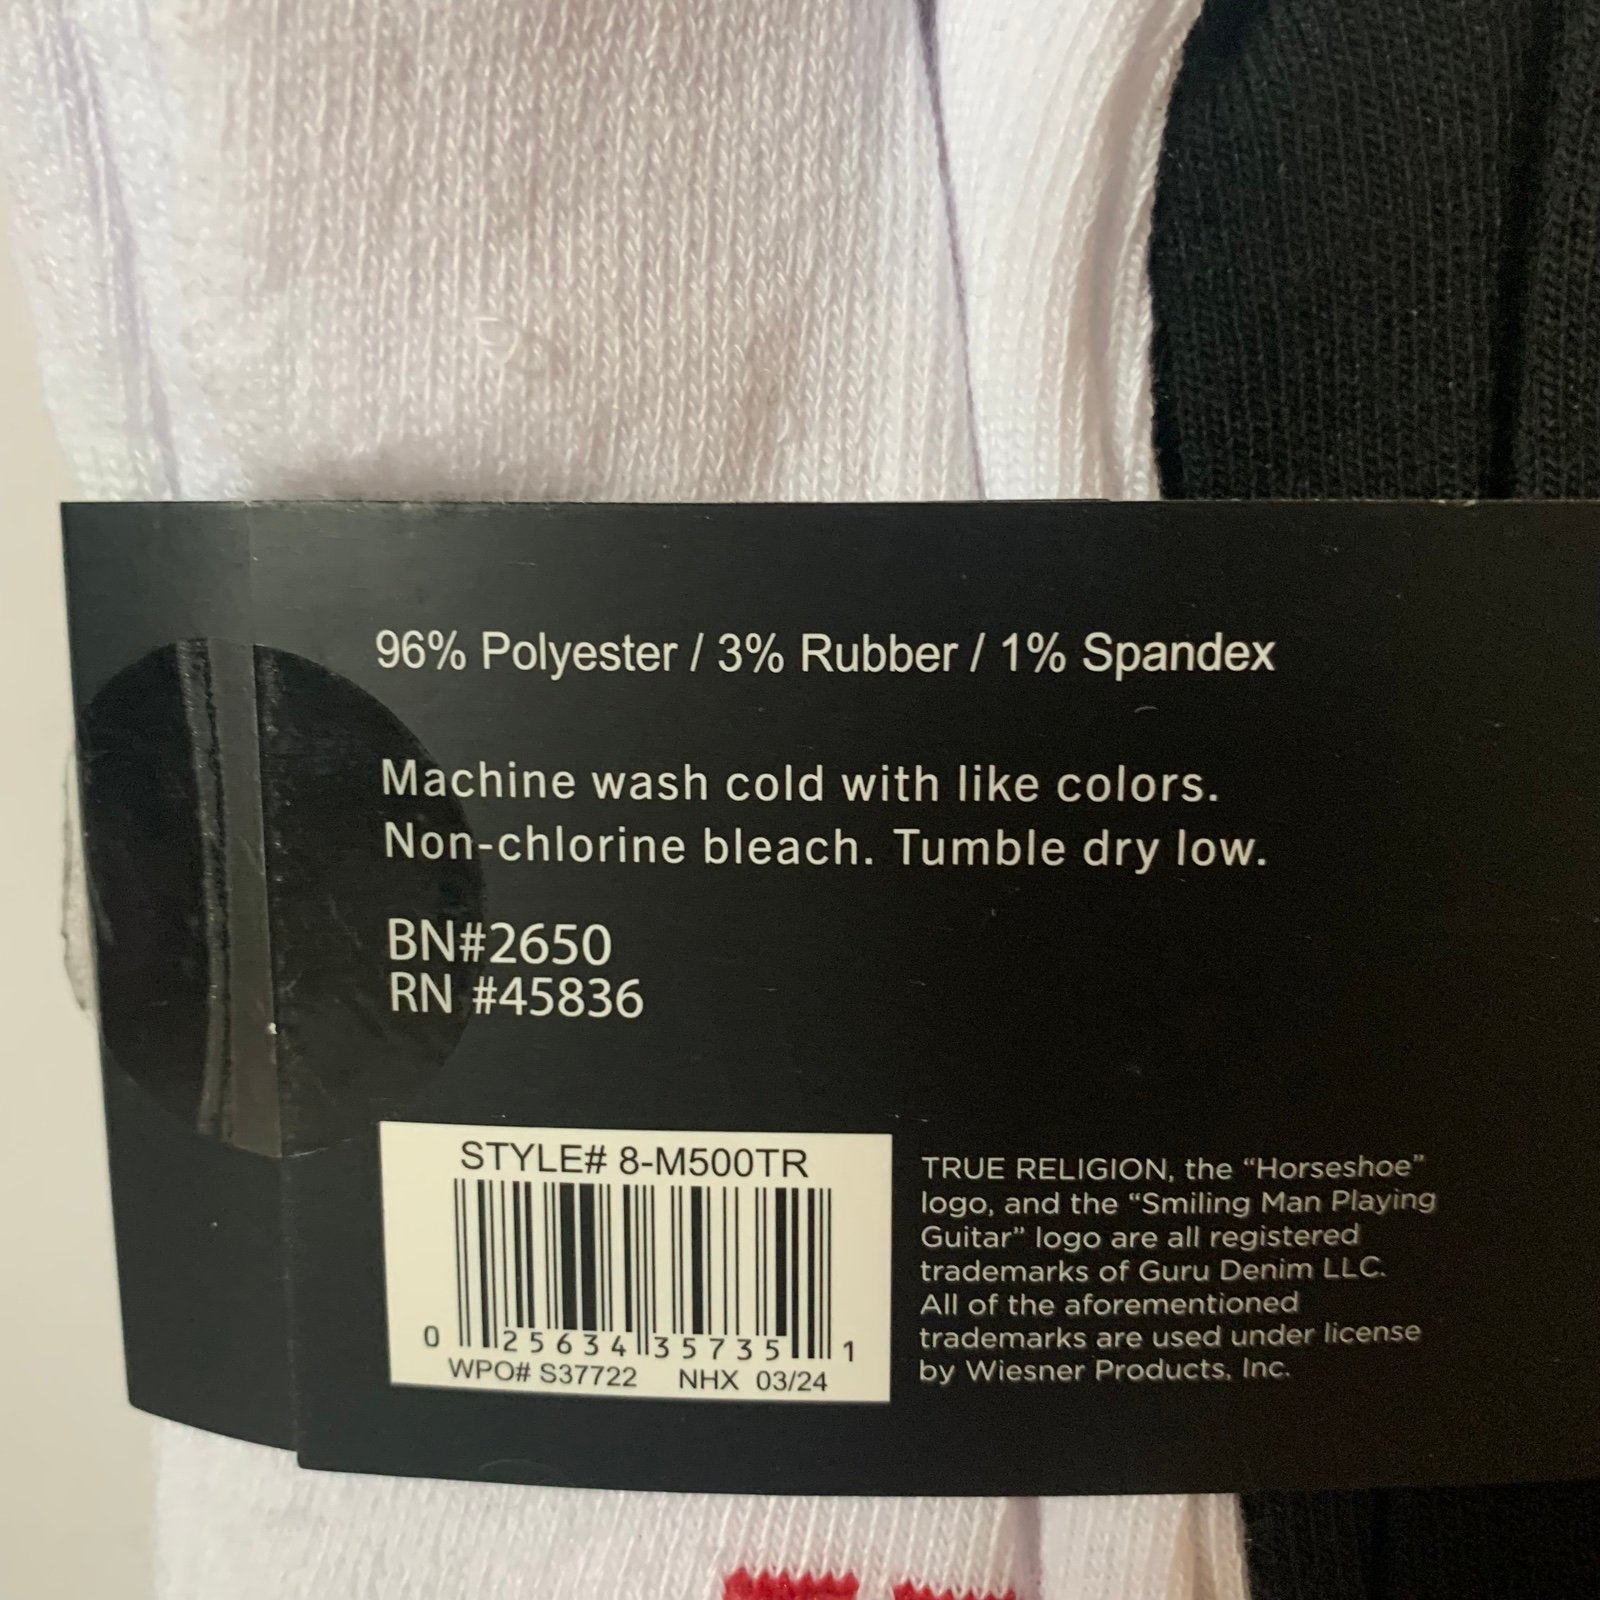 96% Polyester / 3% Rubber / 1% Spandex
Machine wash cold with like colors.
Non-chlorine bleach. Tumble dry low.
BN#2650
RN #45836
STYLE# 8-M500TR
0 25634 35735 1
WPO# S37722 NHX 03/24
TRUE RELIGION, the “Horseshoe”
logo, and the “Smiling Man Playing
Guitar” logo are all registered
trademarks of Guru Denim LLC.
All of the aforementioned
trademarks are used under license
by Wiesner Products, Inc.